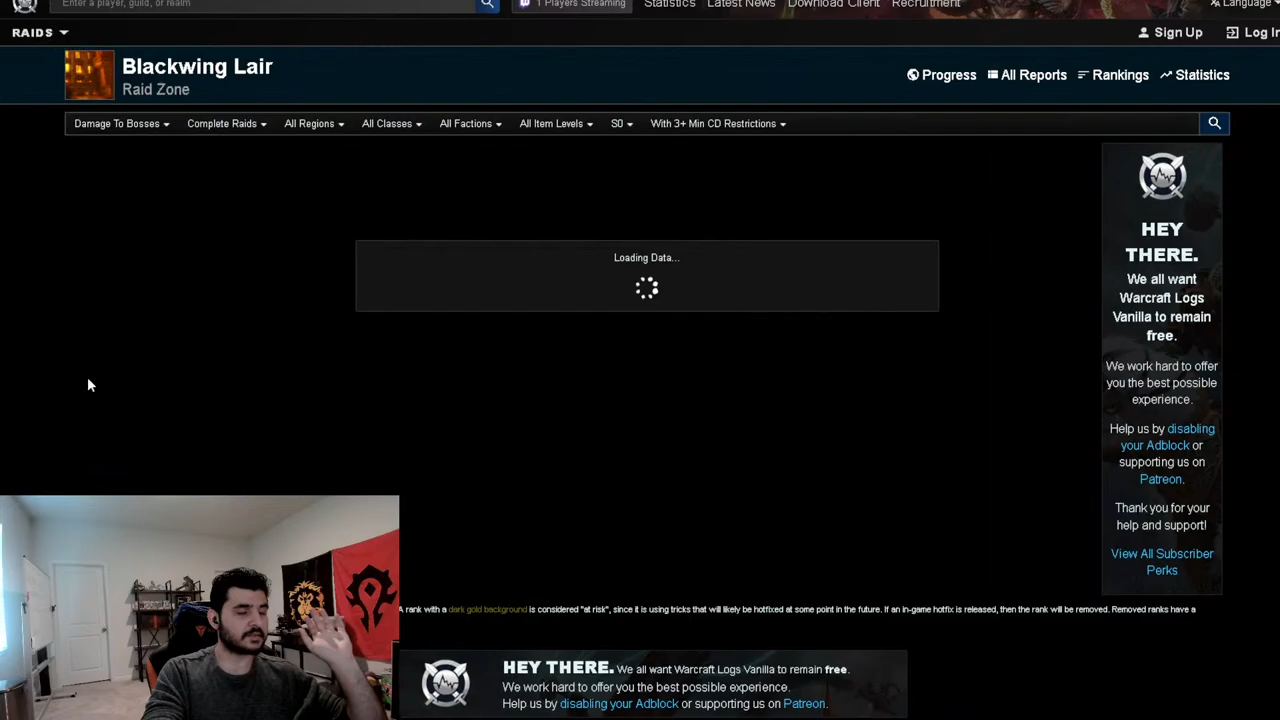 Enter a player, guild, or realm
1 Players Streaming
Statistics
Latest News
Download Client
Recruitment
Language
RAIDS
Sign Up
Log In
Blackwing Lair
Raid Zone
Progress
All Reports
Rankings
Statistics
Damage To Bosses
Complete Raids
All Regions
All Classes
All Factions
All Item Levels
S0
With 3+ Min CD Restrictions
Loading Data...
HEY
THERE.
We all want
Warcraft Logs
Vanilla to remain
free.
We work hard to offer
you the best possible
experience.
Help us by disabling
your Adblock or
supporting us on
Patreon.
Thank you for your
help and support!
View All Subscriber
Perks
A rank with a dark gold background is considered "at risk", since it is using tricks that will likely be hotfixed at some point in the future. If an in-game hotfix is released, then the rank will be removed. Removed ranks have a
HEY THERE. We all want Warcraft Logs Vanilla to remain free.
We work hard to offer you the best possible experience.
Help us by disabling your Adblock or supporting us on Patreon.